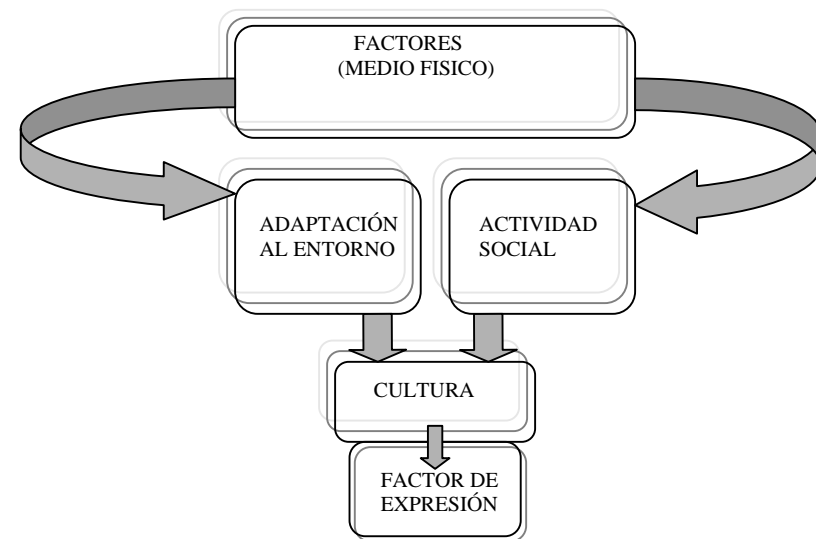 FACTORES
(MEDIO FISICO)
ADAPTACIÓN
AL ENTORNO
ACTIVIDAD
SOCIAL
CULTURA
FACTOR DE
EXPRESIÓN